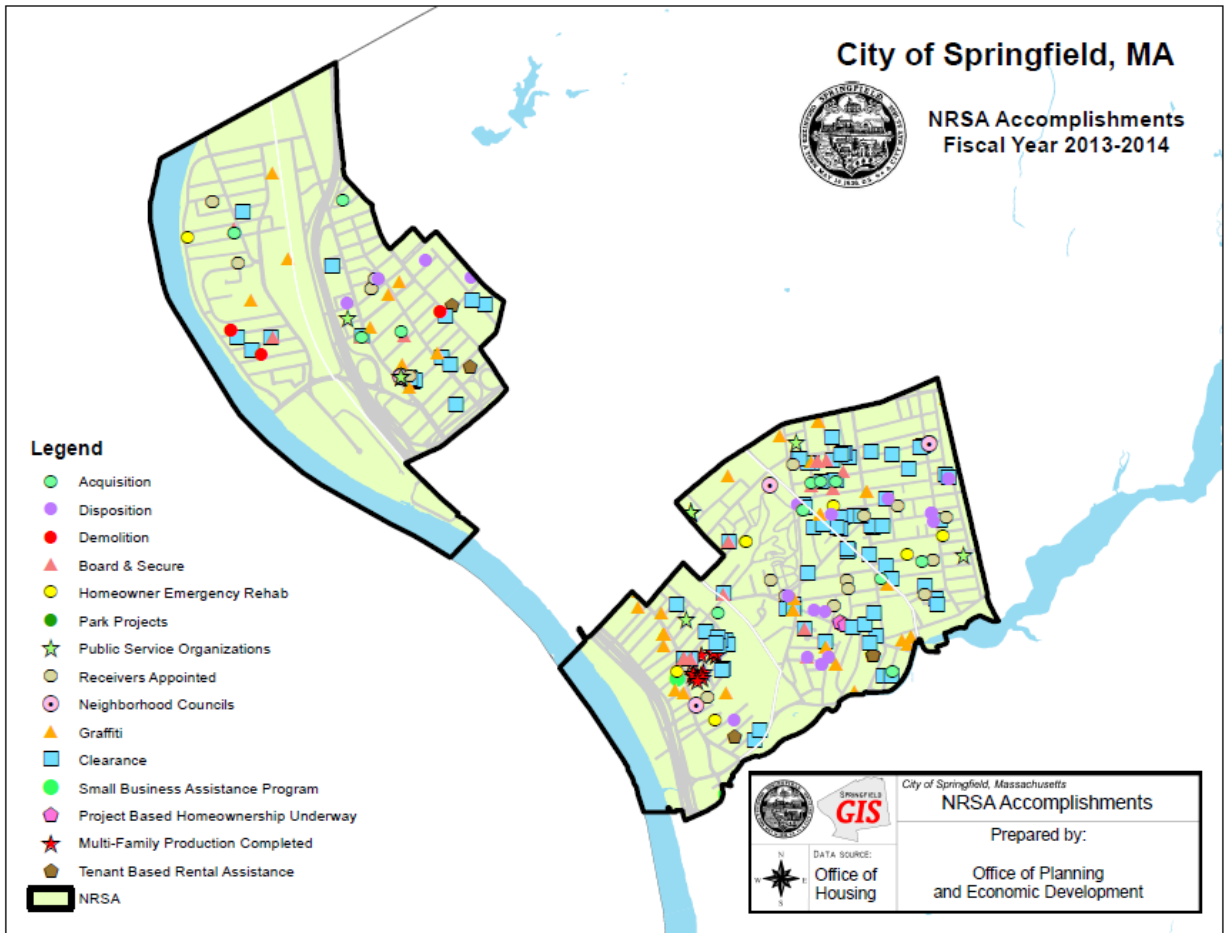 City of Springfield, MA
SPRINGFIELD
NRSA Accomplishments
Fiscal Year 2013-2014
Legend
Acquisition
Disposition
Demolition
Board & Secure
Homeowner Emergency Rehab
Park Projects
Public Service Organizations
Receivers Appointed
Neighborhood Councils
Graffiti
Clearance
Small Business Assistance Program
Project Based Homeownership Underway
Multi-Family Production Completed
Tenant Based Rental Assistance
NRSA
SPRINGFIELD
GIS
City of Springfield, Massachusetts
NRSA Accomplishments
Prepared by:
Office of Planning
and Economic Development
DATA SOURCE:
Office of
Housing
N
W E
S